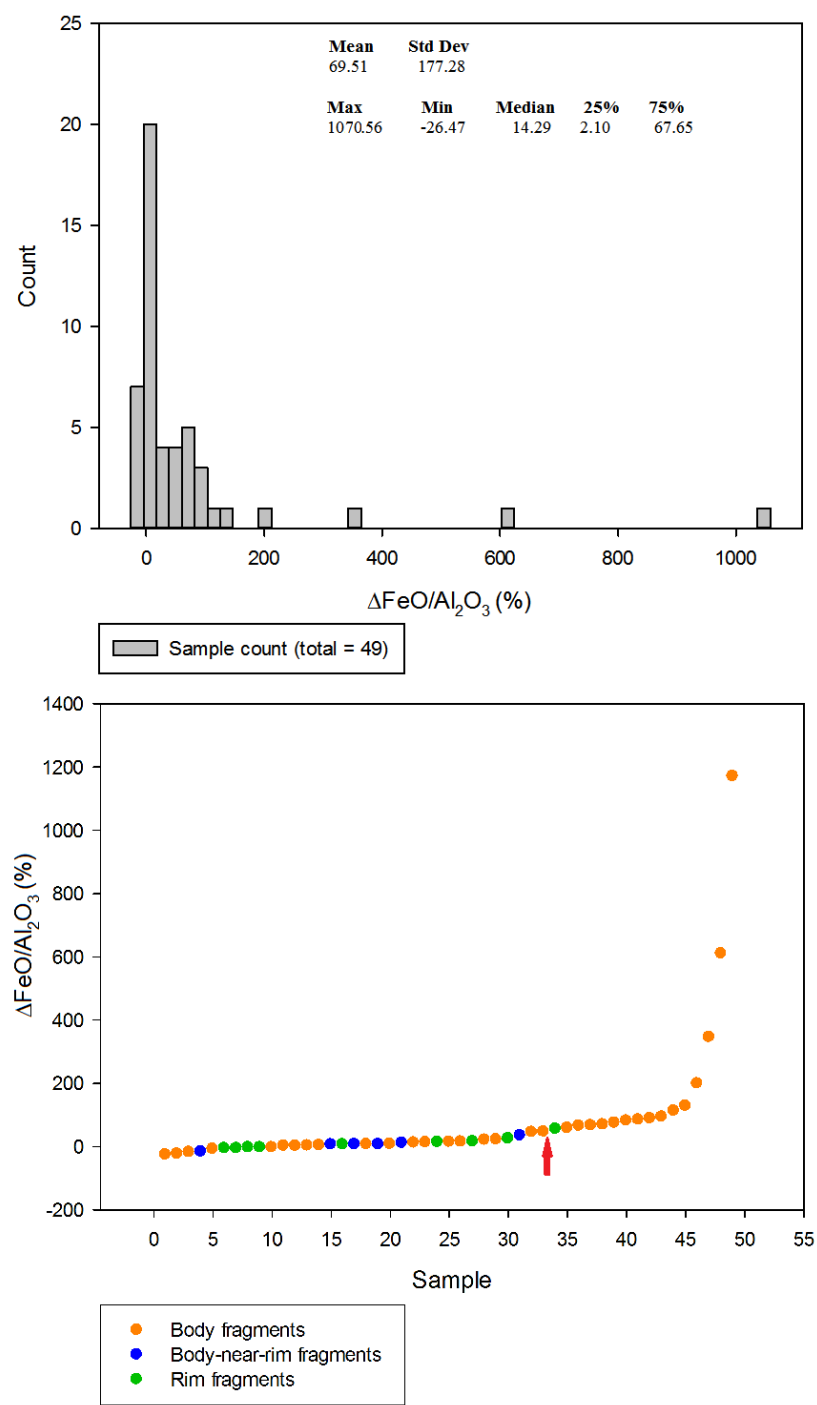 25
Mean Std Dev
69.51 177.28
Max Min Median 25% 75%
1070.56 -26.47 14.29 2.10 67.65
20
15
Count
10
5
0
0 200 400 600 800 1000
ΔFeO/Al₂O₃ (%)
Sample count (total = 49)
1400
1200
1000
800
ΔFeO/Al₂O₃ (%)
600
400
200
0
-200
0 5 10 15 20 25 30 35 40 45 50 55
Sample
Body fragments
Body-near-rim fragments
Rim fragments